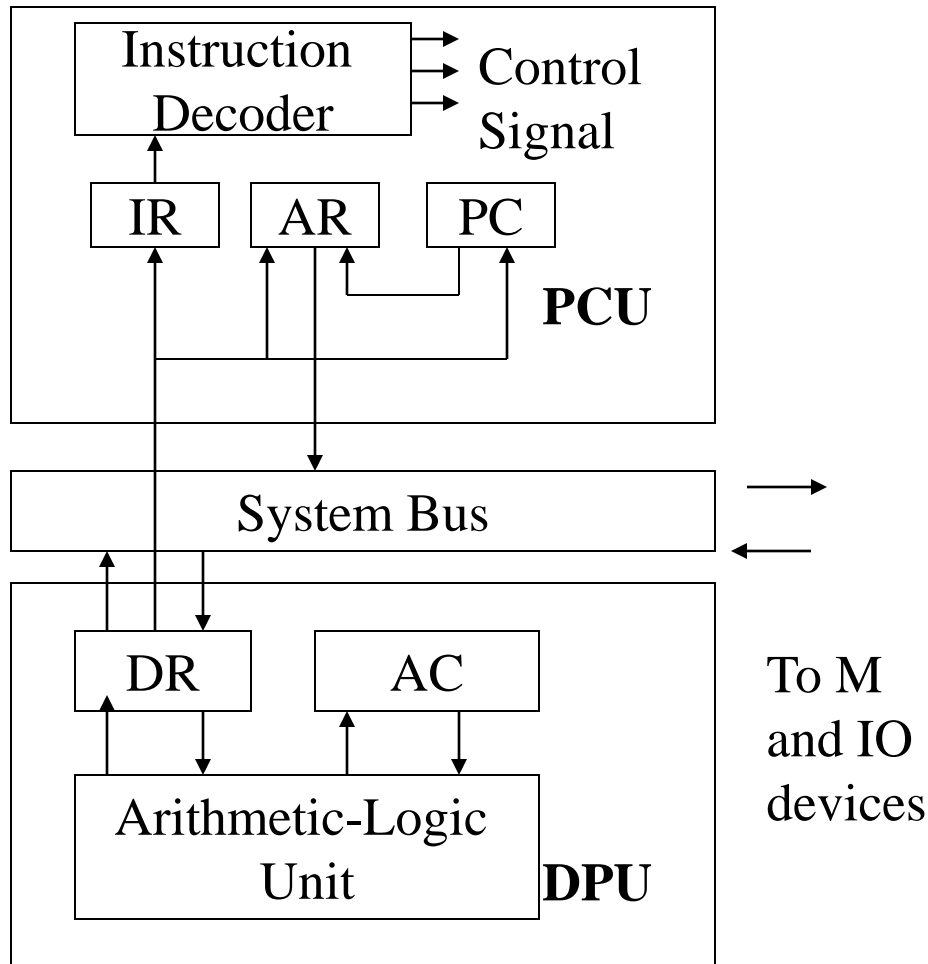 Instruction
Decoder
Control
Signal
IR
AR
PC
PCU
System Bus
DR
AC
To M
and IO
devices
Arithmetic-Logic
Unit
DPU